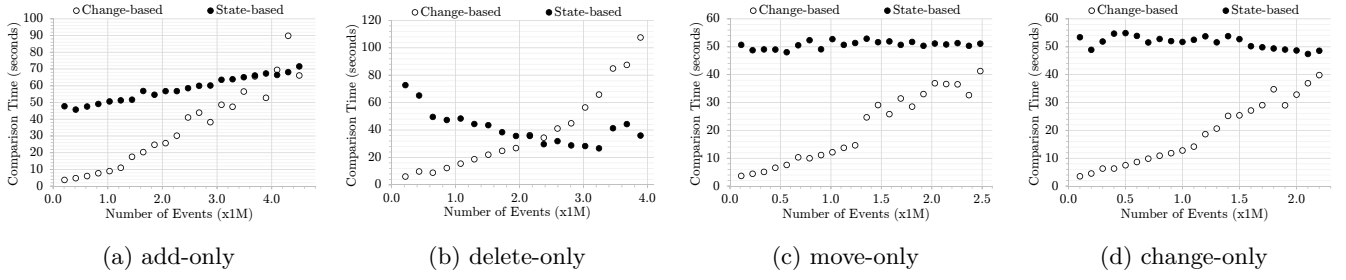 Change-based State-based
100
90
80
70
60
50
40
30
20
10
0
Comparison Time (seconds)
0.0 1.0 2.0 3.0 4.0
Number of Events (x1M)
(a) add-only
Change-based State-based
120
100
80
60
40
20
0
Comparison Time (seconds)
0.0 1.0 2.0 3.0 4.0
Number of Events (x1M)
(b) delete-only
Change-based State-based
60
50
40
30
20
10
0
Comparison Time (seconds)
0.0 0.5 1.0 1.5 2.0 2.5
Number of Events (x1M)
(c) move-only
Change-based State-based
60
50
40
30
20
10
0
Comparison Time (seconds)
0.0 1.0 2.0
Number of Events (x1M)
(d) change-only